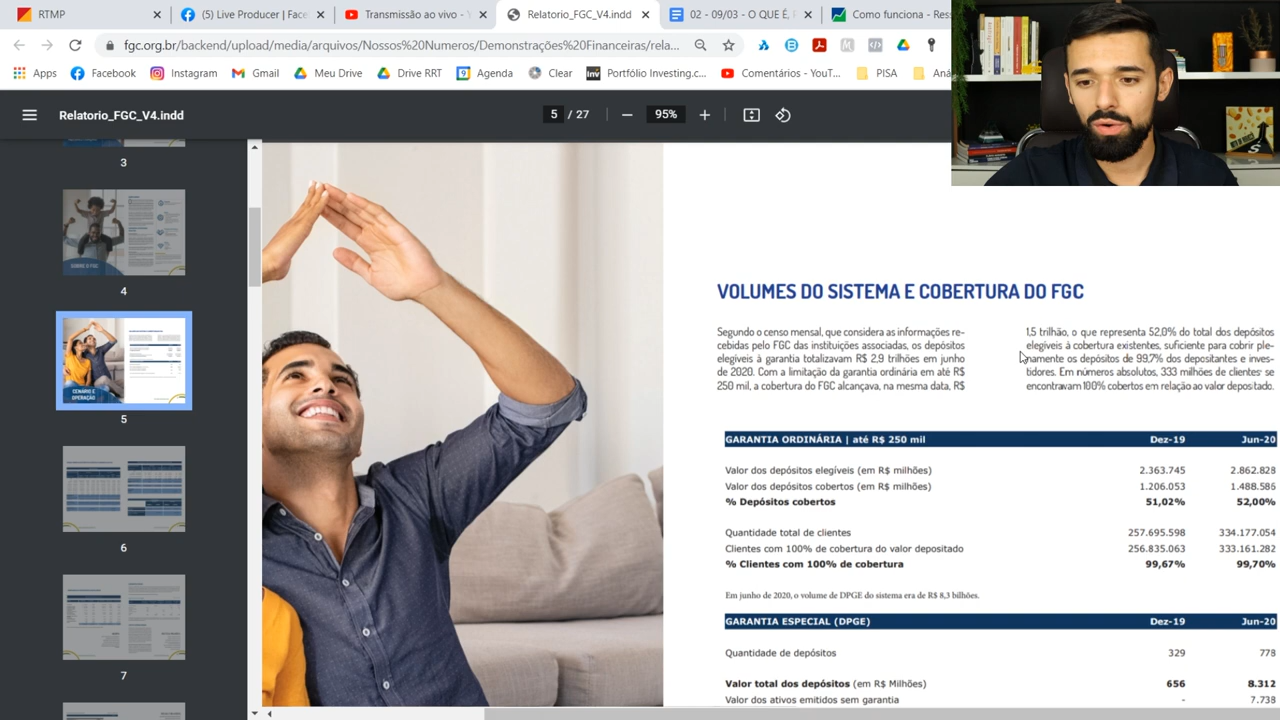 RTMP
(5) Live Producer | Face
Transmissão ao vivo - Y
Relatorio_FGC_V4.indd
02 - 09/03 - O QUE É, F
Como funciona - Ress
fgc.org.br/backend/upload/media/arquivos/Nossos%20Numeros/Demonstrações%20Financeiras/rela...
Apps
Facebook
Instagram
Gmail
Meu Drive
Drive RPI
Agenda
Clear
Portfólio Investing.c...
Comentários - YouT...
PISA
Aná
Relatorio_FGC_V4.indd
5 / 27
95%
3
SOBRE O FGC
4
CENÁRIO E
OPERAÇÃO
5
6
7
VOLUMES DO SISTEMA E COBERTURA DO FGC
Segundo o censo mensal, que considera as informações re-
cebidas pelo FGC das instituições associadas, os depósitos
elegíveis à garantia totalizavam R$ 2,9 trilhões em junho
de 2020. Com a limitação da garantia ordinária em até R$
250 mil, a cobertura do FGC alcançava, na mesma data, R$
1,5 trilhão, o que representa 52,0% do total dos depósitos
elegíveis à cobertura existentes, suficiente para cobrir ple-
namente os depósitos de 99,7% dos depositantes e inves-
tidores. Em números absolutos, 333 milhões de clientes se
encontravam 100% cobertos em relação ao valor depositado.
GARANTIA ORDINÁRIA | até R$ 250 mil Dez-19 Jun-20
Valor dos depósitos elegíveis (em R$ milhões) 2.363.745 2.862.828
Valor dos depósitos cobertos (em R$ milhões) 1.206.053 1.488.586
% Depósitos cobertos 51,02% 52,00%
Quantidade total de clientes 257.695.598 334.177.054
Clientes com 100% de cobertura do valor depositado 256.835.063 333.161.282
% Clientes com 100% de cobertura 99,67% 99,70%
Em junho de 2020, o volume de DPGE do sistema era de R$ 8,3 bilhões.
GARANTIA ESPECIAL (DPGE) Dez-19 Jun-20
Quantidade de depósitos 329 778
Valor total dos depósitos (em R$ Milhões) 656 8.312
Valor dos ativos emitidos sem garantia - 7.738